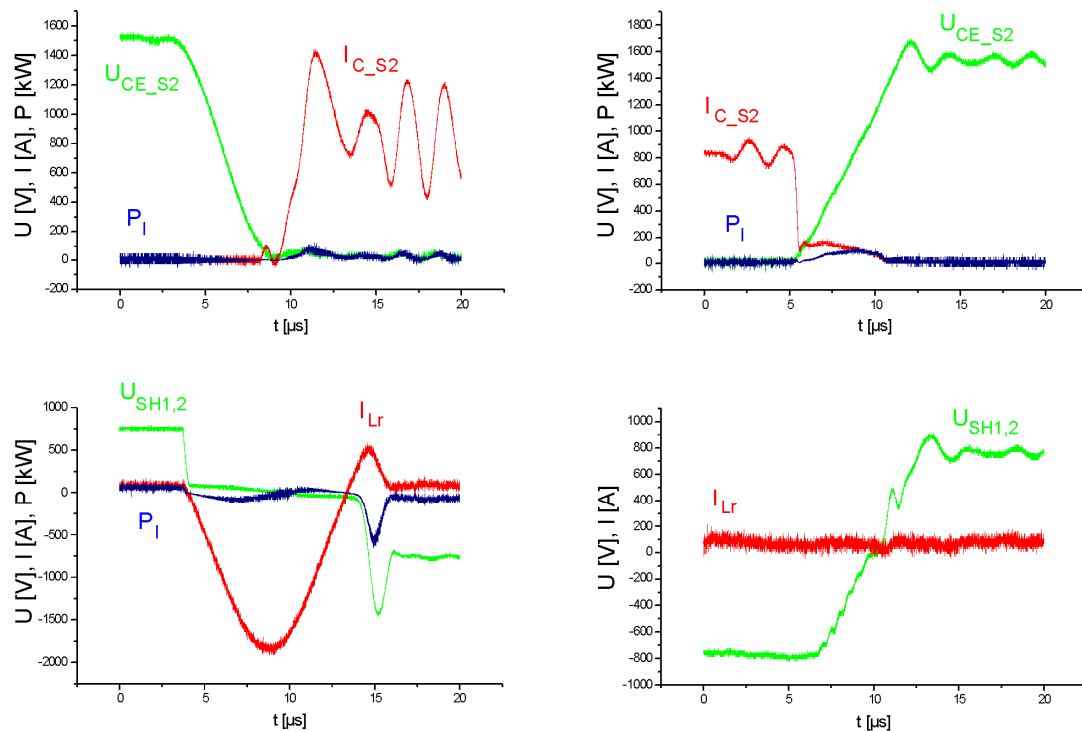 U [V], I [A], P [kW]
1600
1400
1200
1000
800
600
400
200
0
-200
U_CE_S2
I_C_S2
P_I
0 5 10 15 20
t [µs]
U [V], I [A], P [kW]
1800
1600
1400
1200
1000
800
600
400
200
0
-200
U_CE_S2
I_C_S2
P_I
0 5 10 15 20
t [µs]
U [V], I [A], P [kW]
1000
500
0
-500
-1000
-1500
-2000
U_SH1,2
I_Lr
P_I
0 5 10 15 20
t [µs]
U [V], I [A]
1000
800
600
400
200
0
-200
-400
-600
-800
-1000
U_SH1,2
I_Lr
0 5 10 15 20
t [µs]